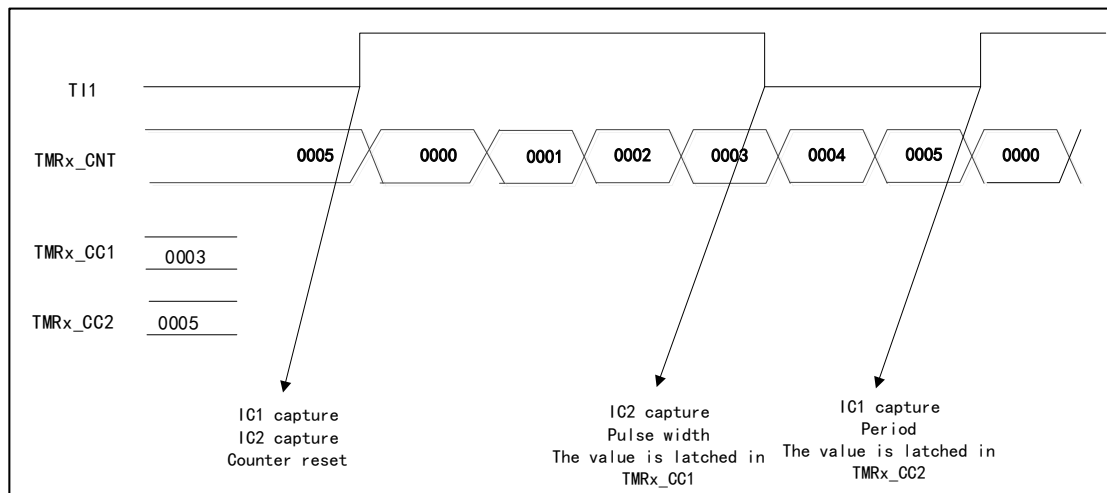 TI1
TMRx_CNT
0005 0000 0001 0002 0003 0004 0005 0000
TMRx_CC1
0003
TMRx_CC2
0005
IC1 capture
IC2 capture
Counter reset
IC2 capture
Pulse width
The value is latched in
TMRx_CC1
IC1 capture
Period
The value is latched in
TMRx_CC2